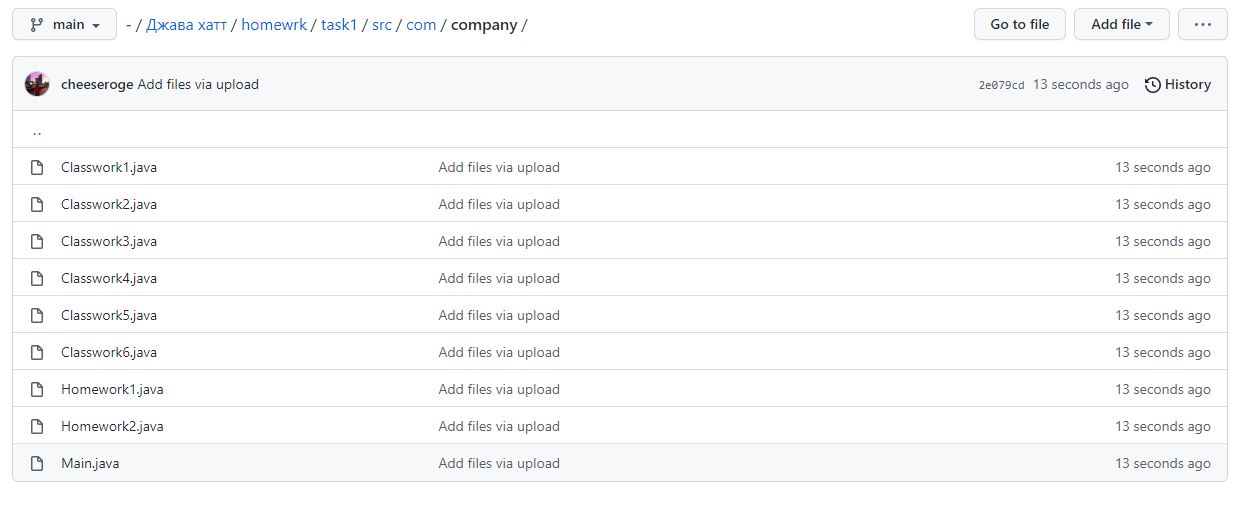 main - / Джава хатт / homewrk / task1 / src / com / company / Go to file Add file ...
cheeseroge Add files via upload 2e079cd 13 seconds ago History
..
Classwork1.java Add files via upload 13 seconds ago
Classwork2.java Add files via upload 13 seconds ago
Classwork3.java Add files via upload 13 seconds ago
Classwork4.java Add files via upload 13 seconds ago
Classwork5.java Add files via upload 13 seconds ago
Classwork6.java Add files via upload 13 seconds ago
Homework1.java Add files via upload 13 seconds ago
Homework2.java Add files via upload 13 seconds ago
Main.java Add files via upload 13 seconds ago